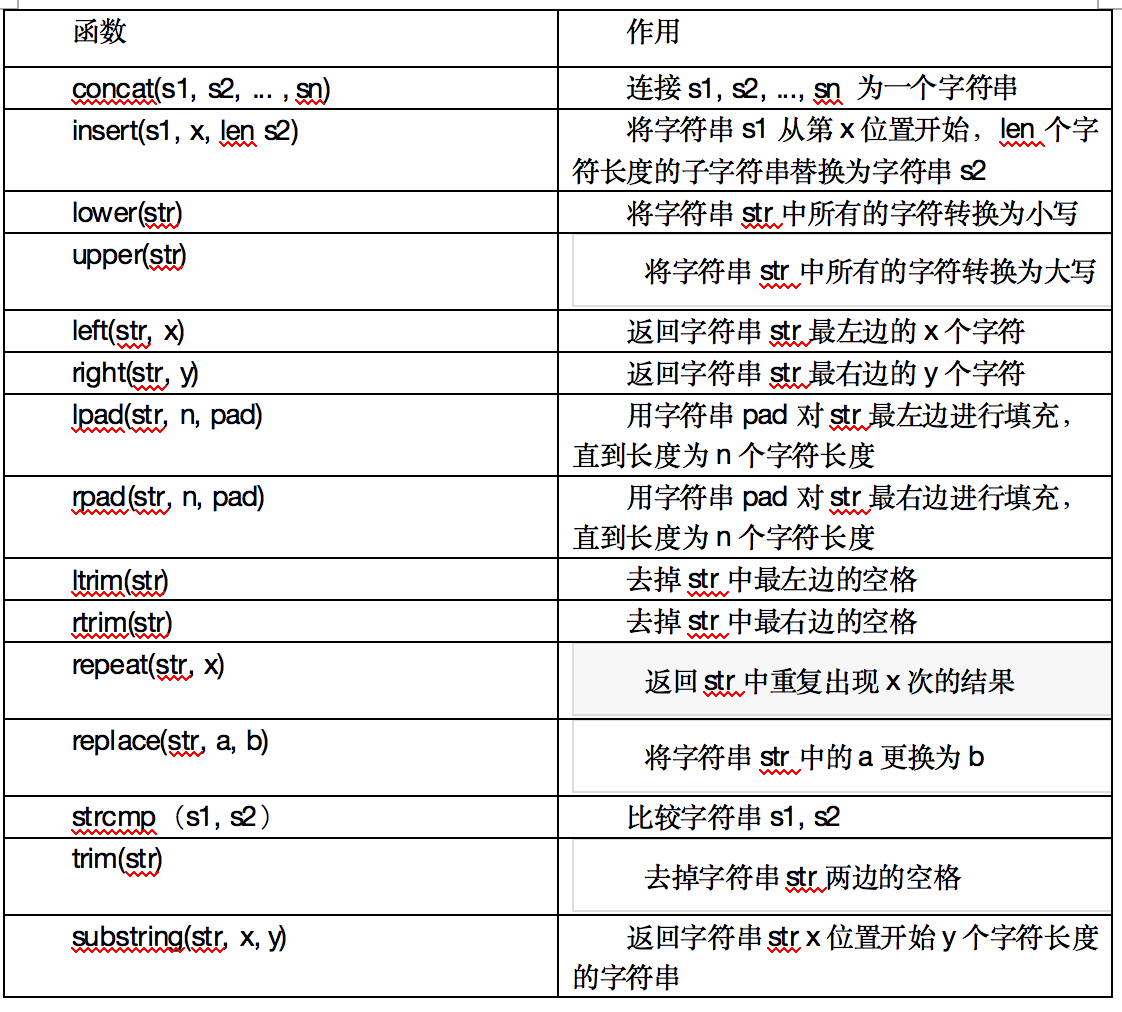 函数 作用
concat(s1, s2, ... , sn) 连接 s1, s2, ..., sn 为一个字符串
insert(s1, x, len s2) 将字符串 s1 从第 x 位置开始，len 个字
符长度的子字符串替换为字符串 s2
lower(str) 将字符串 str 中所有的字符转换为小写
upper(str) 将字符串 str 中所有的字符转换为大写
left(str, x) 返回字符串 str 最左边的 x 个字符
right(str, y) 返回字符串 str 最右边的 y 个字符
lpad(str, n, pad) 用字符串 pad 对 str 最左边进行填充，
直到长度为 n 个字符长度
rpad(str, n, pad) 用字符串 pad 对 str 最右边进行填充，
直到长度为 n 个字符长度
ltrim(str) 去掉 str 中最左边的空格
rtrim(str) 去掉 str 中最右边的空格
repeat(str, x) 返回 str 中重复出现 x 次的结果
replace(str, a, b) 将字符串 str 中的 a 更换为 b
strcmp（s1, s2） 比较字符串 s1, s2
trim(str) 去掉字符串 str 两边的空格
substring(str, x, y) 返回字符串 str x 位置开始 y 个字符长度
的字符串